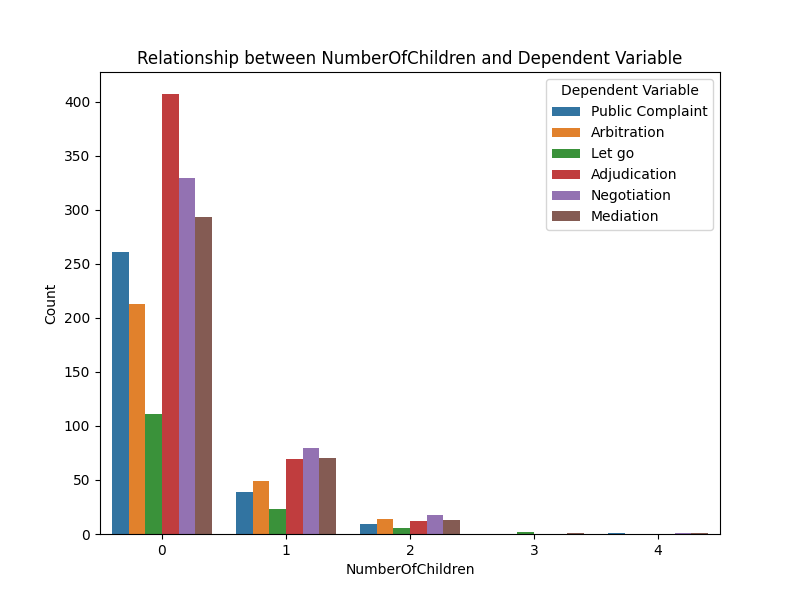 Relationship between NumberOfChildren and Dependent Variable
Dependent Variable
Public Complaint
Arbitration
Let go
Adjudication
Negotiation
Mediation
400
350
300
250
200
150
100
50
0
Count
0 1 2 3 4
NumberOfChildren